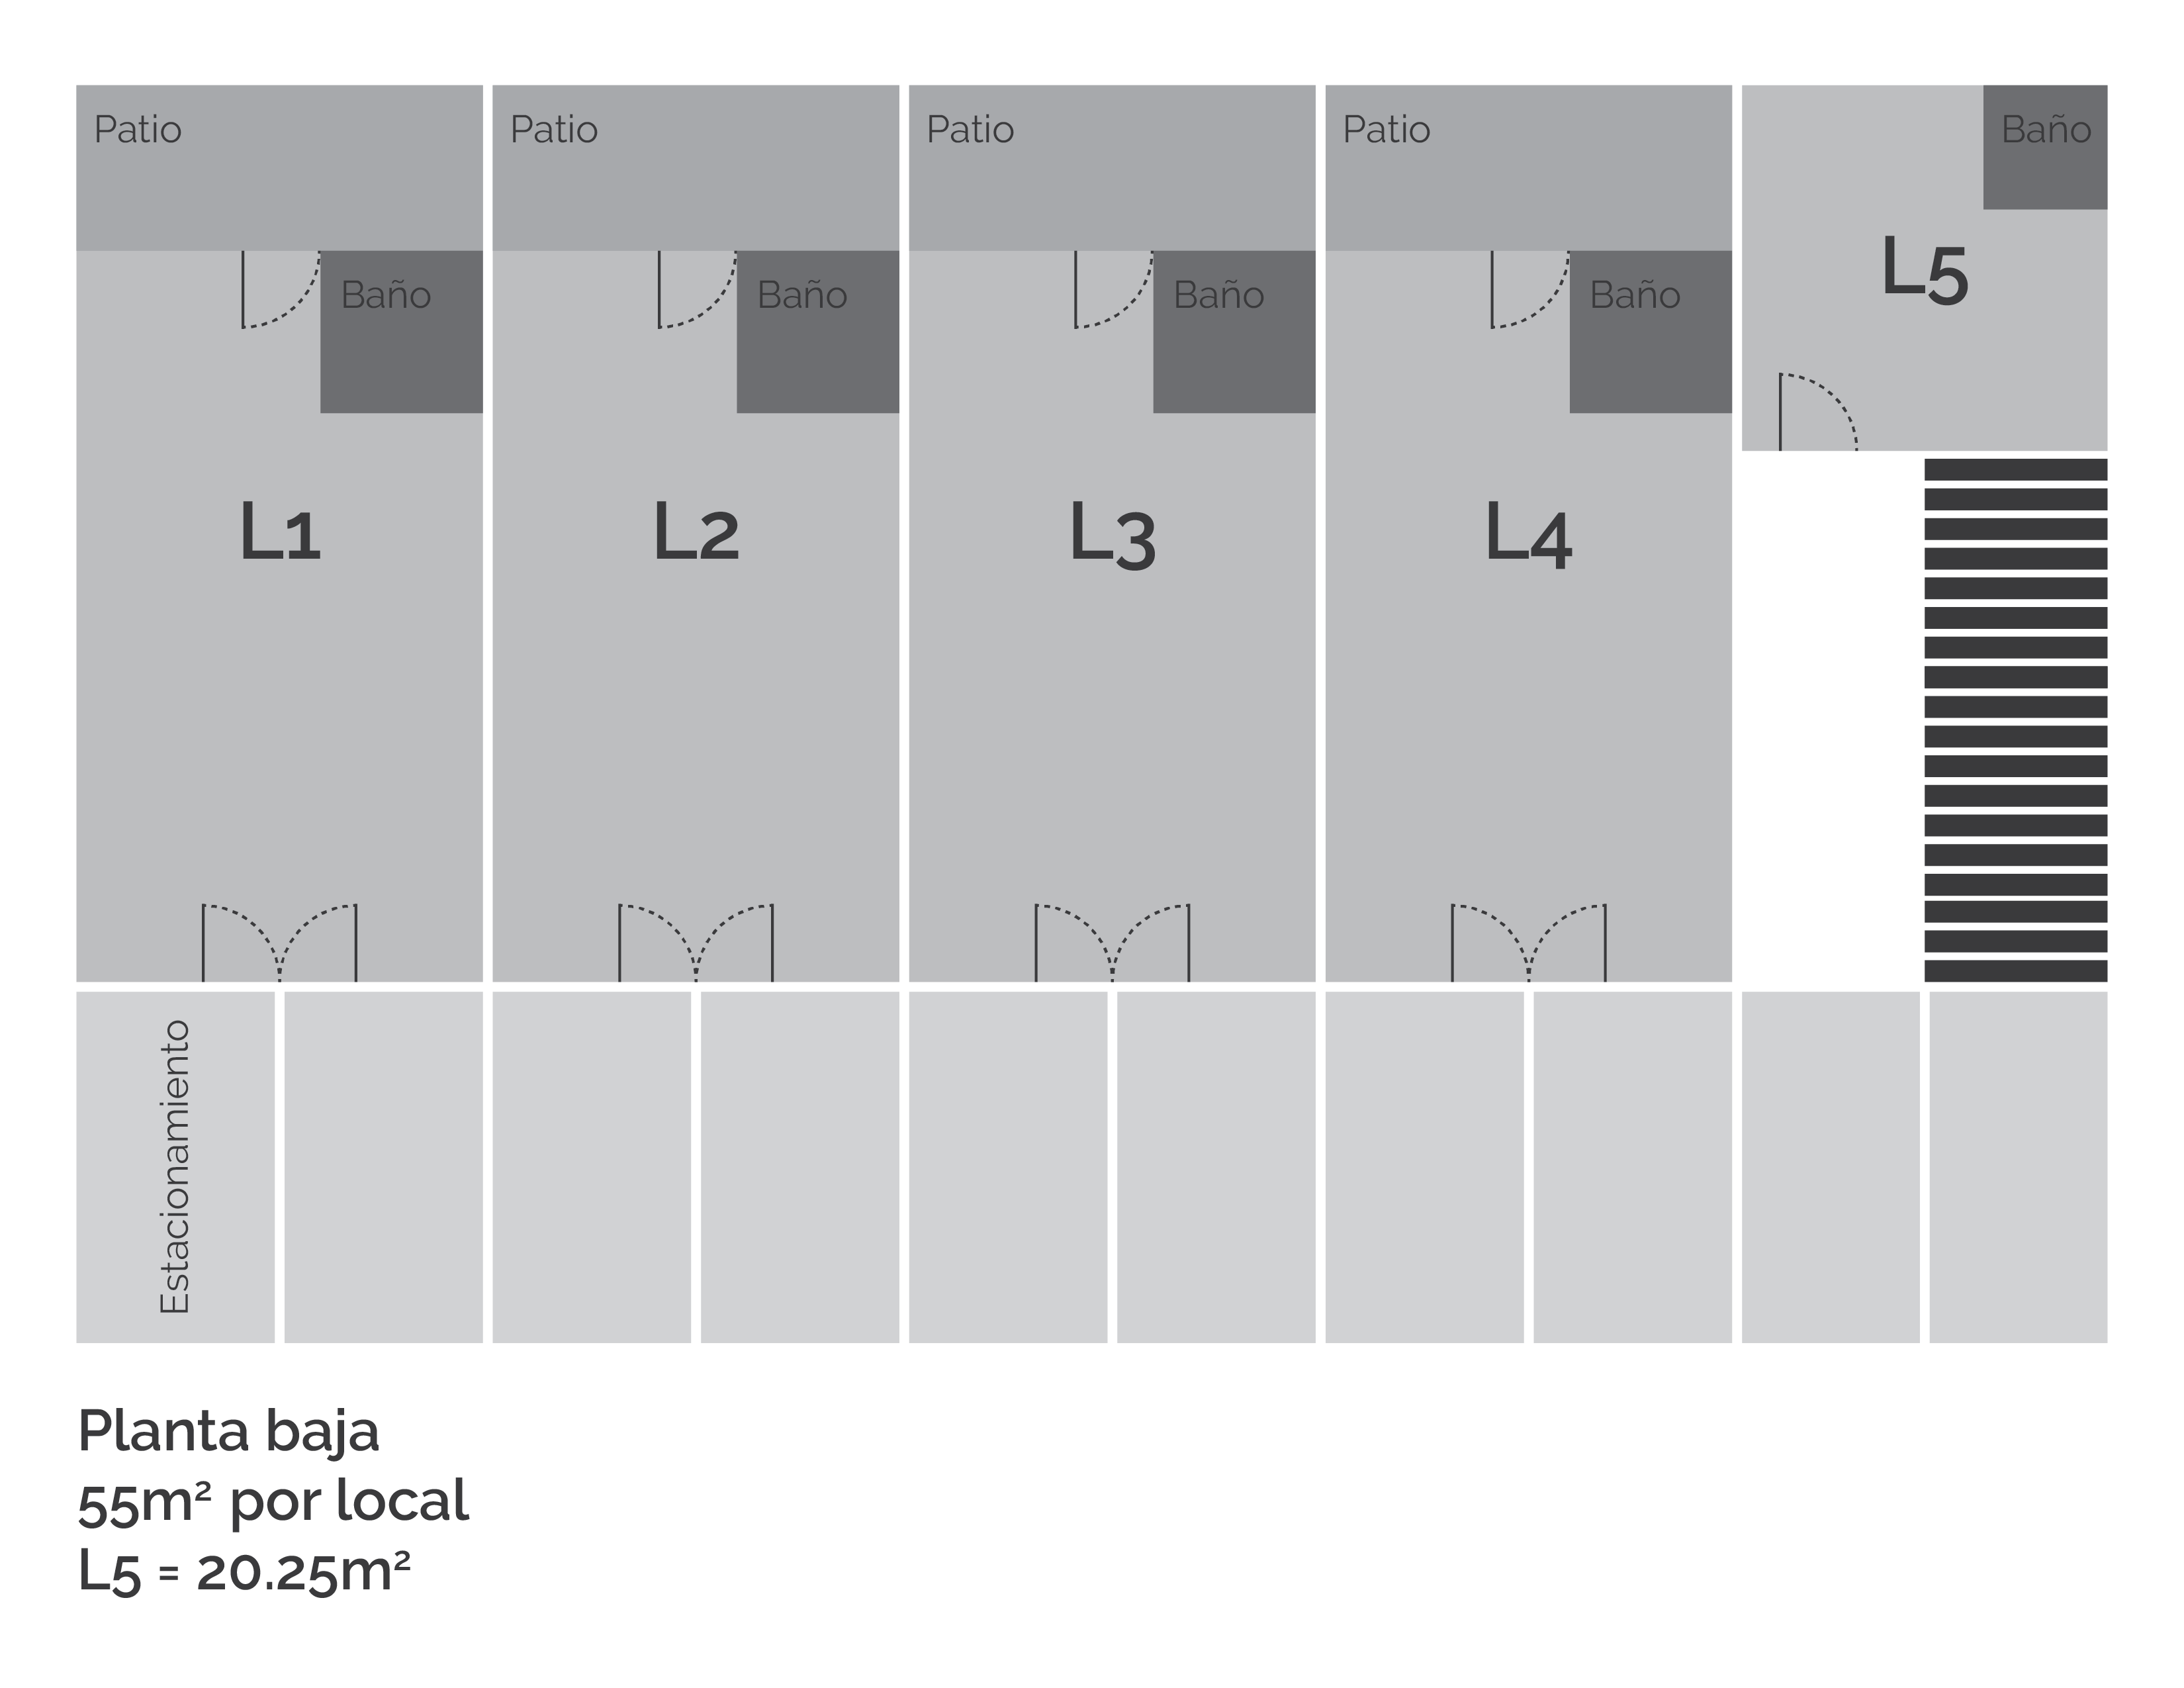 Patio
Patio
Patio
Patio
Baño
Baño
Baño
Baño
Baño
L5
L1
L2
L3
L4
Estacionamiento
Planta baja
55m² por local
L5 = 20.25m²